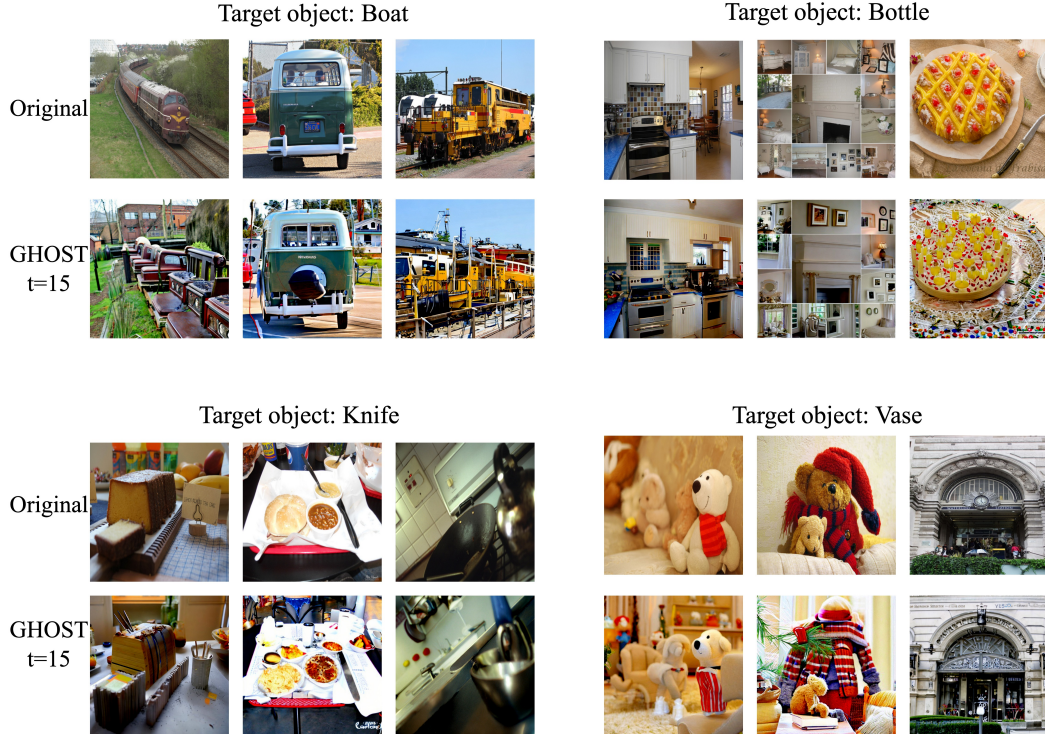 Target object: Boat
Target object: Bottle
Original
GHOST
t=15
Target object: Knife
Target object: Vase
Original
GHOST
t=15